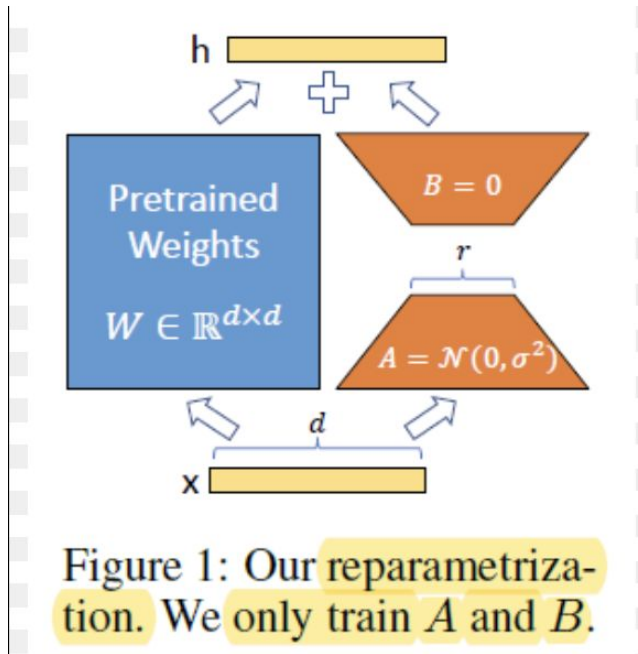 h
Pretrained
Weights
W ∈ ℝ^{d×d}
B = 0
r
A = 𝒩(0, σ²)
d
x
Figure 1: Our reparametriza-
tion. We only train A and B.